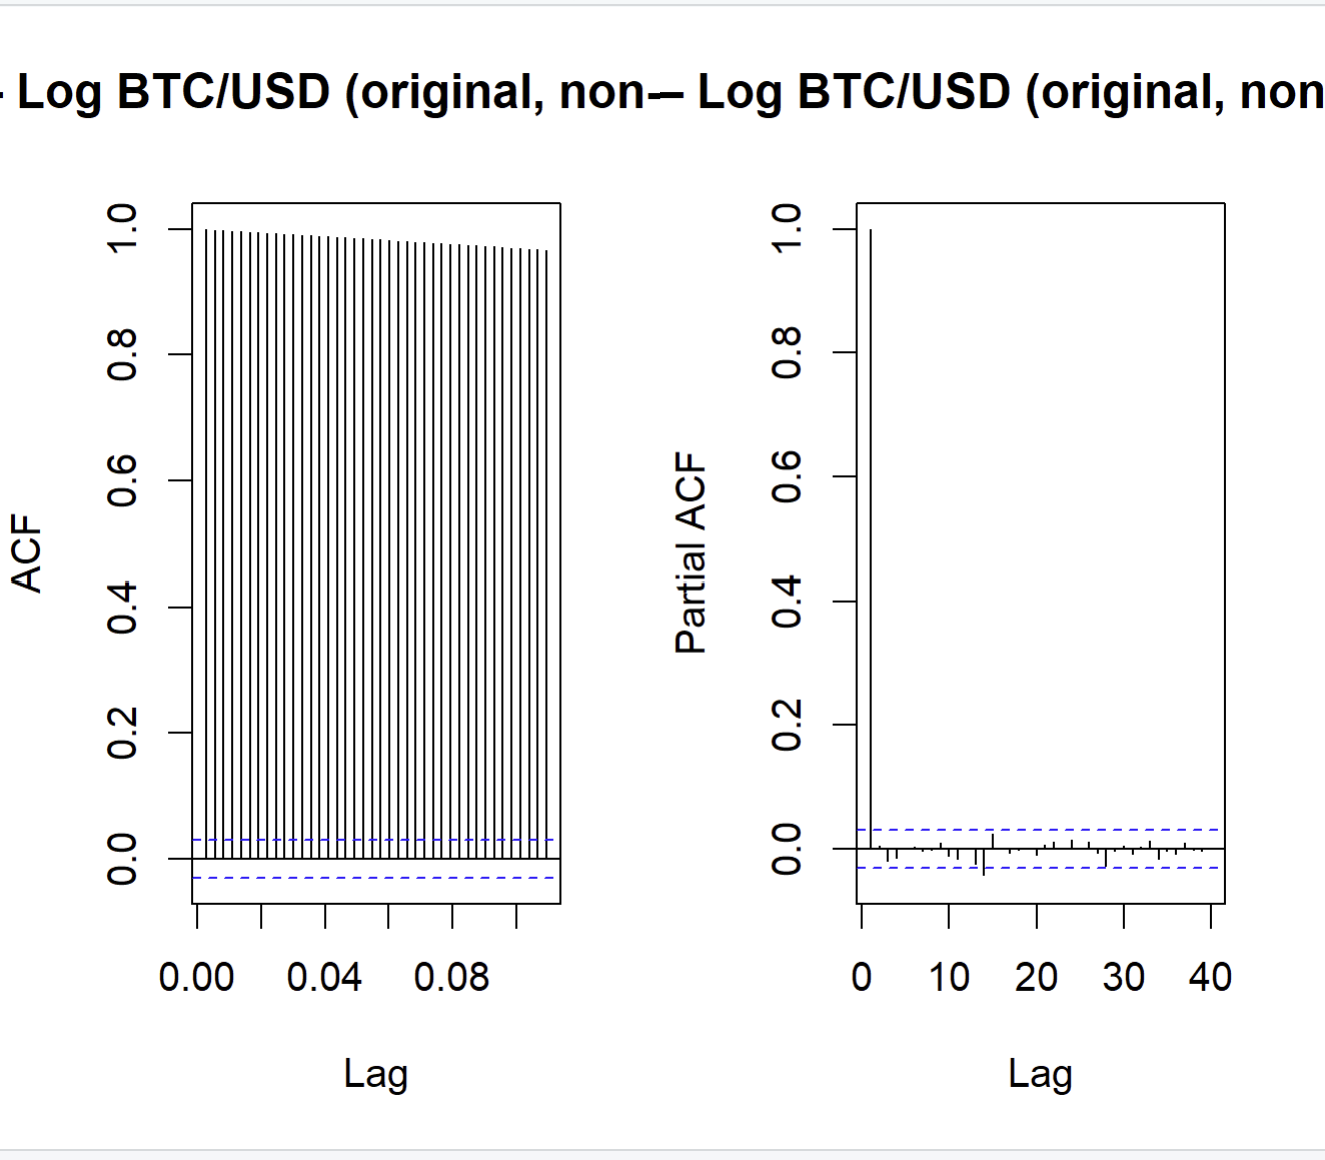 - Log BTC/USD (original, non-
– Log BTC/USD (original, non
ACF
1.0
0.8
0.6
0.4
0.2
0.0
0.00 0.04 0.08
Lag
Partial ACF
1.0
0.8
0.6
0.4
0.2
0.0
0 10 20 30 40
Lag